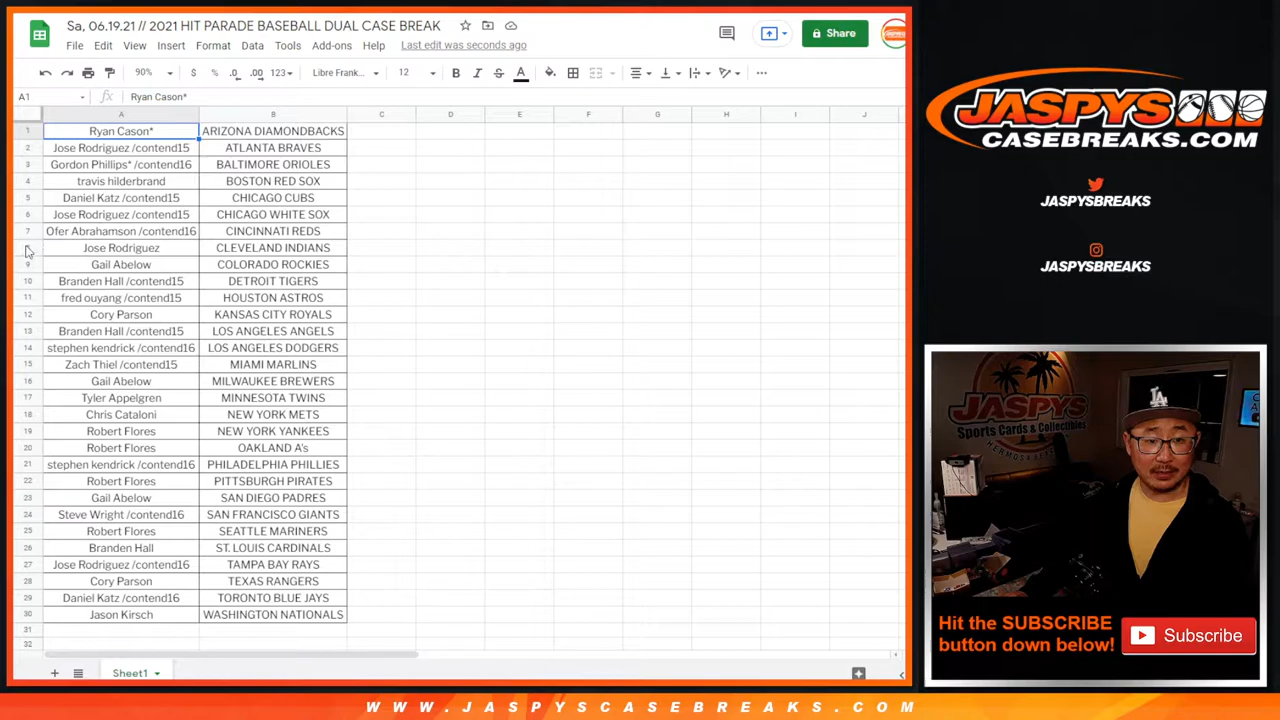 Sa, 06.19.21 // 2021 HIT PARADE BASEBALL DUAL CASE BREAK
File Edit View Insert Format Data Tools Add-ons Help Last edit was seconds ago
Share
90% $ % .0 .00 123 Libre Frank... 12 B I S A
A1 fx Ryan Cason*
A B C D E F G H I J
1 Ryan Cason* ARIZONA DIAMONDBACKS
2 Jose Rodriguez /contend15 ATLANTA BRAVES
3 Gordon Phillips* /contend16 BALTIMORE ORIOLES
4 travis hilderbrand BOSTON RED SOX
5 Daniel Katz /contend15 CHICAGO CUBS
6 Jose Rodriguez /contend15 CHICAGO WHITE SOX
7 Ofer Abrahamson /contend16 CINCINNATI REDS
Jose Rodriguez CLEVELAND INDIANS
9 Gail Abelow COLORADO ROCKIES
10 Branden Hall /contend15 DETROIT TIGERS
11 fred ouyang /contend15 HOUSTON ASTROS
12 Cory Parson KANSAS CITY ROYALS
13 Branden Hall /contend15 LOS ANGELES ANGELS
14 stephen kendrick /contend16 LOS ANGELES DODGERS
15 Zach Thiel /contend15 MIAMI MARLINS
16 Gail Abelow MILWAUKEE BREWERS
17 Tyler Appelgren MINNESOTA TWINS
18 Chris Cataloni NEW YORK METS
19 Robert Flores NEW YORK YANKEES
20 Robert Flores OAKLAND A's
21 stephen kendrick /contend16 PHILADELPHIA PHILLIES
22 Robert Flores PITTSBURGH PIRATES
23 Gail Abelow SAN DIEGO PADRES
24 Steve Wright /contend16 SAN FRANCISCO GIANTS
25 Robert Flores SEATTLE MARINERS
26 Branden Hall ST. LOUIS CARDINALS
27 Jose Rodriguez /contend16 TAMPA BAY RAYS
28 Cory Parson TEXAS RANGERS
29 Daniel Katz /contend16 TORONTO BLUE JAYS
30 Jason Kirsch WASHINGTON NATIONALS
31
32
Sheet1
JASPYS
CASEBREAKS.COM
JASPYSBREAKS
JASPYSBREAKS
JASPYS
Sports Cards & Collectibles
HERMOSA BEACH
LA
Hit the SUBSCRIBE
button down below!
Subscribe
WWW.JASPYSCASEBREAKS.COM